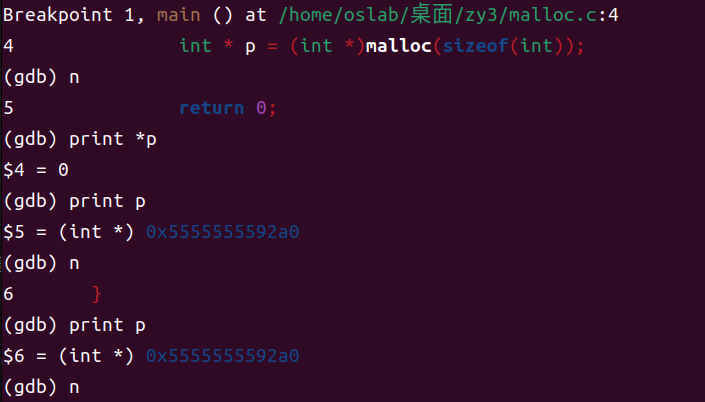 Breakpoint 1, main () at /home/oslab/桌面/zy3/malloc.c:4
4               int * p = (int *)malloc(sizeof(int));
(gdb) n
5               return 0;
(gdb) print *p
$4 = 0
(gdb) print p
$5 = (int *) 0x5555555592a0
(gdb) n
6       }
(gdb) print p
$6 = (int *) 0x5555555592a0
(gdb) n